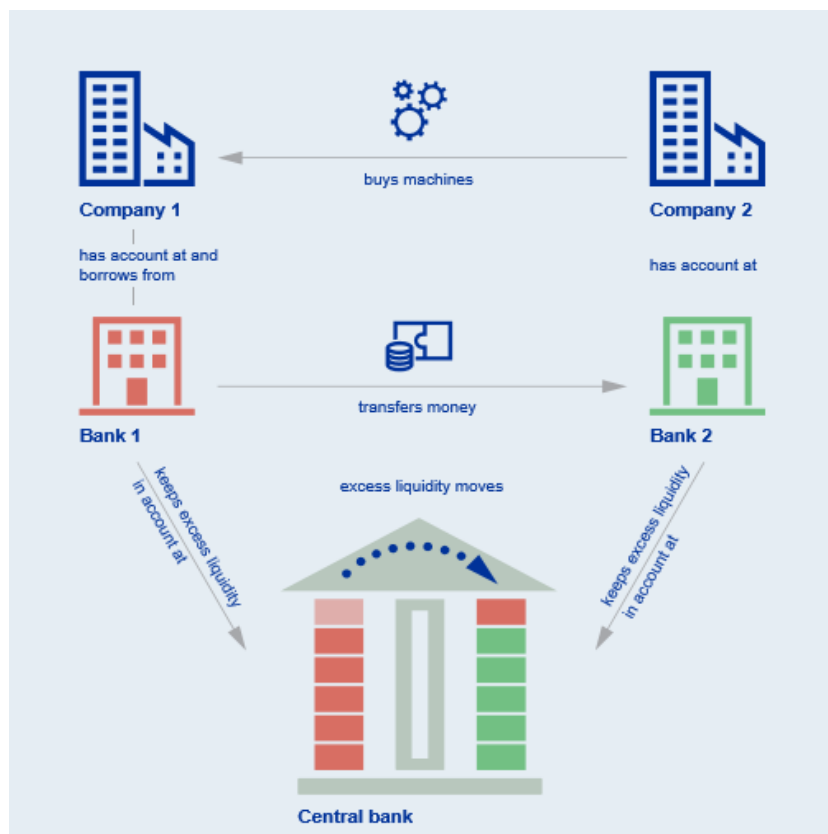 buys machines
Company 1
Company 2
has account at and
borrows from
has account at
transfers money
Bank 1
Bank 2
excess liquidity moves
keeps excess liquidity
in account at
keeps excess liquidity
in account at
Central bank